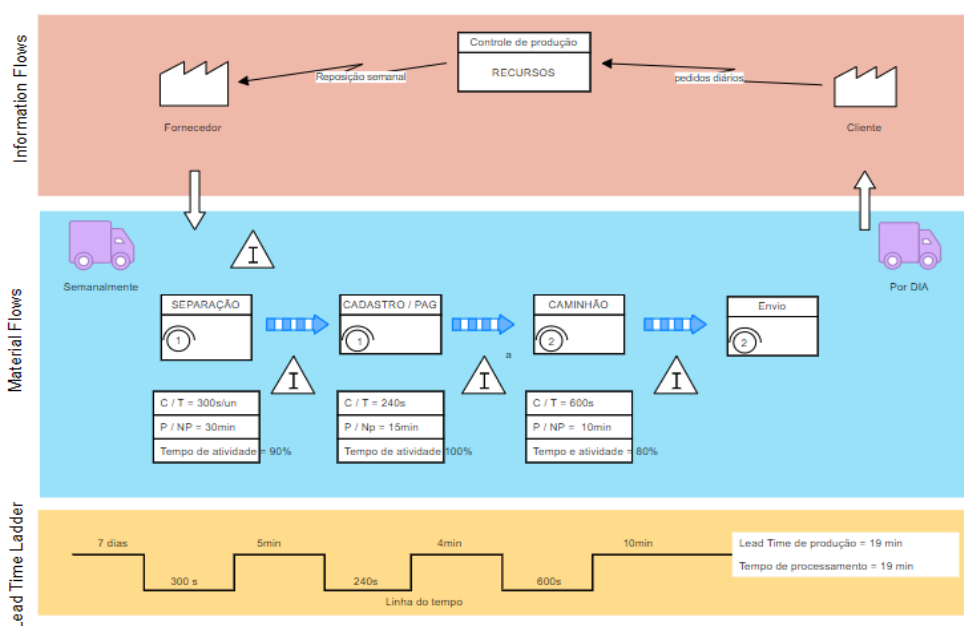 Information Flows
Controle de produção
RECURSOS
Reposição semanal
pedidos diários
Fornecedor
Cliente
Material Flows
Semanalmente
Por DIA
I
SEPARAÇÃO
1
CADASTRO / PAG
1
CAMINHÃO
2
Envio
2
a
I
I
I
C / T = 300s/un
P / NP = 30min
Tempo de atividade = 90%
C / T = 240s
P / Np = 15min
Tempo de atividade 100%
C / T = 600s
P / NP = 10min
Tempo e atividade = 80%
Lead Time Ladder
7 dias
5min
4min
10min
300 s
240s
600s
Linha do tempo
Lead Time de produção = 19 min
Tempo de processamento = 19 min